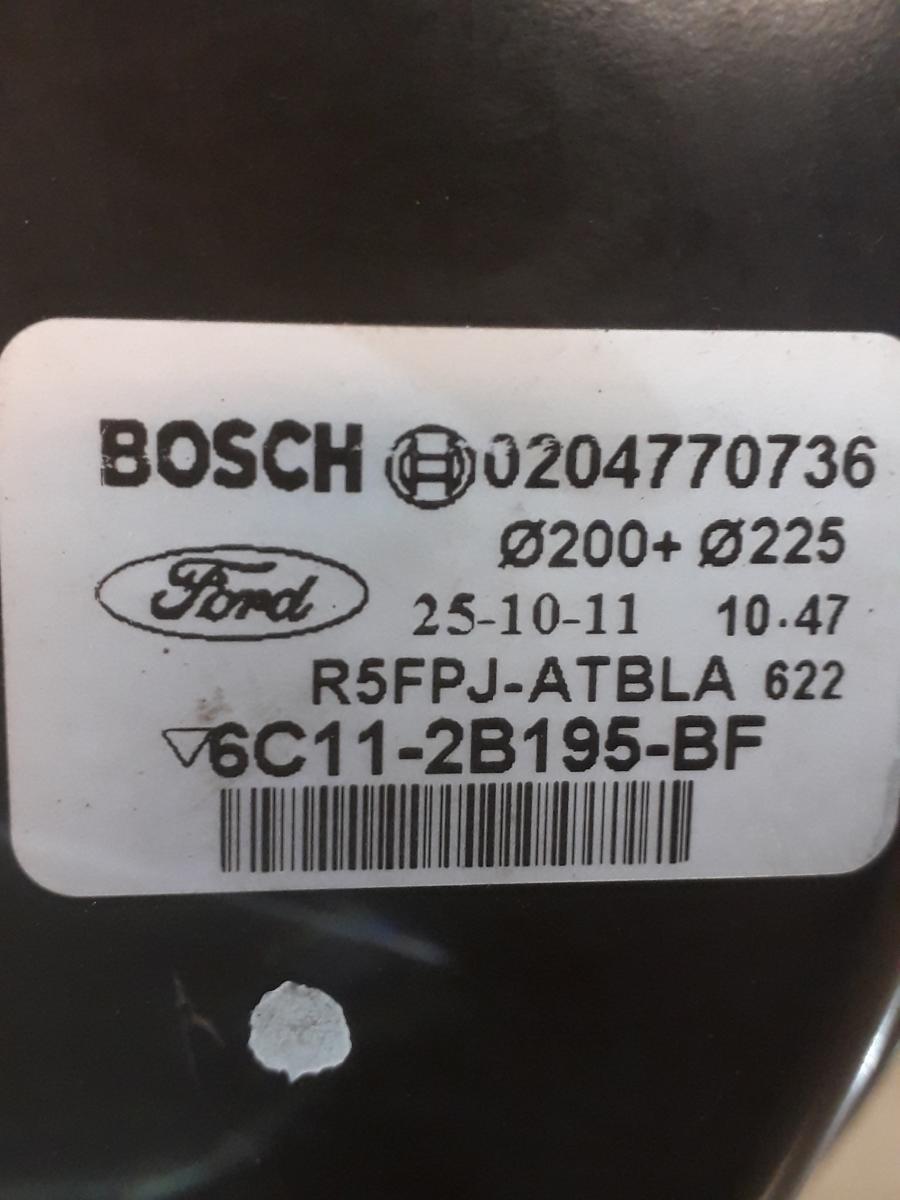 BOSCH 0204770736
Ø200+ Ø225
Ford 25-10-11 10.47
R5FPJ-ATBLA 622
6C11-2B195-BF